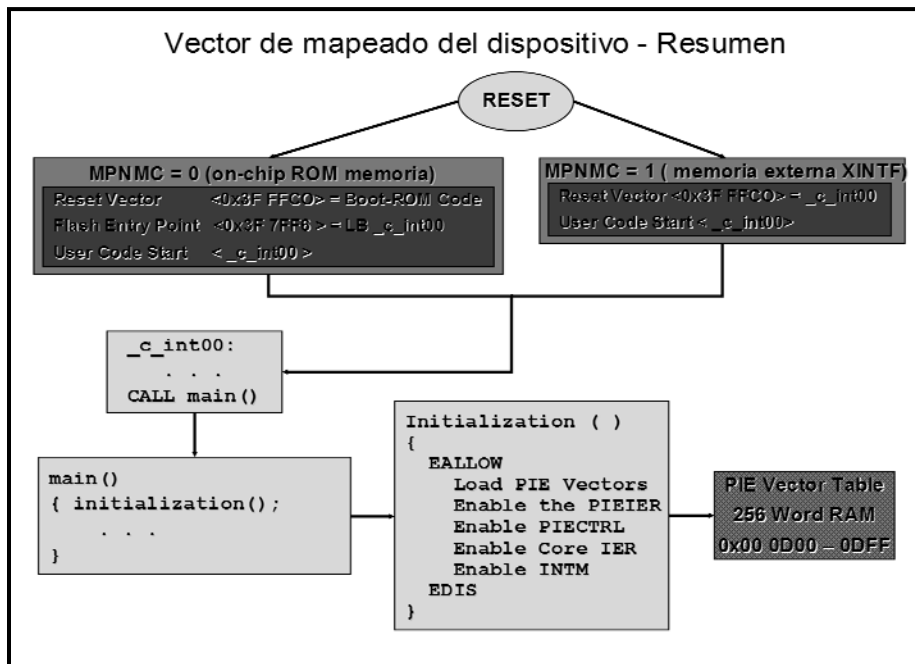 Vector de mapeado del dispositivo - Resumen
RESET
MPNMC = 0 (on-chip ROM memoria)
Reset Vector <0x3F FFCO> = Boot-ROM Code
Flash Entry Point <0x3F 7FF6 > = LB _c_int00
User Code Start < _c_int00 >
MPNMC = 1 ( memoria externa XINTF)
Reset Vector <0x3F FFCO> = _c_int00
User Code Start < _c_int00>
_c_int00:
. . .
CALL main()
main()
{ initialization();
. . .
}
Initialization ( )
{
EALLOW
Load PIE Vectors
Enable the PIEIER
Enable PIECTRL
Enable Core IER
Enable INTM
EDIS
}
PIE Vector Table
256 Word RAM
0x00 0D00 – 0DFF